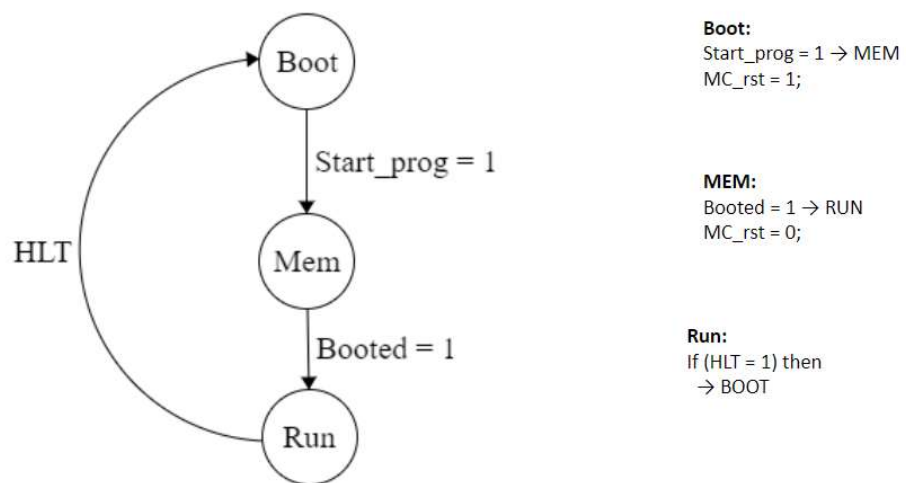 Boot
Start_prog = 1
Mem
HLT
Booted = 1
Run
Boot:
Start_prog = 1 → MEM
MC_rst = 1;
MEM:
Booted = 1 → RUN
MC_rst = 0;
Run:
If (HLT = 1) then
→ BOOT